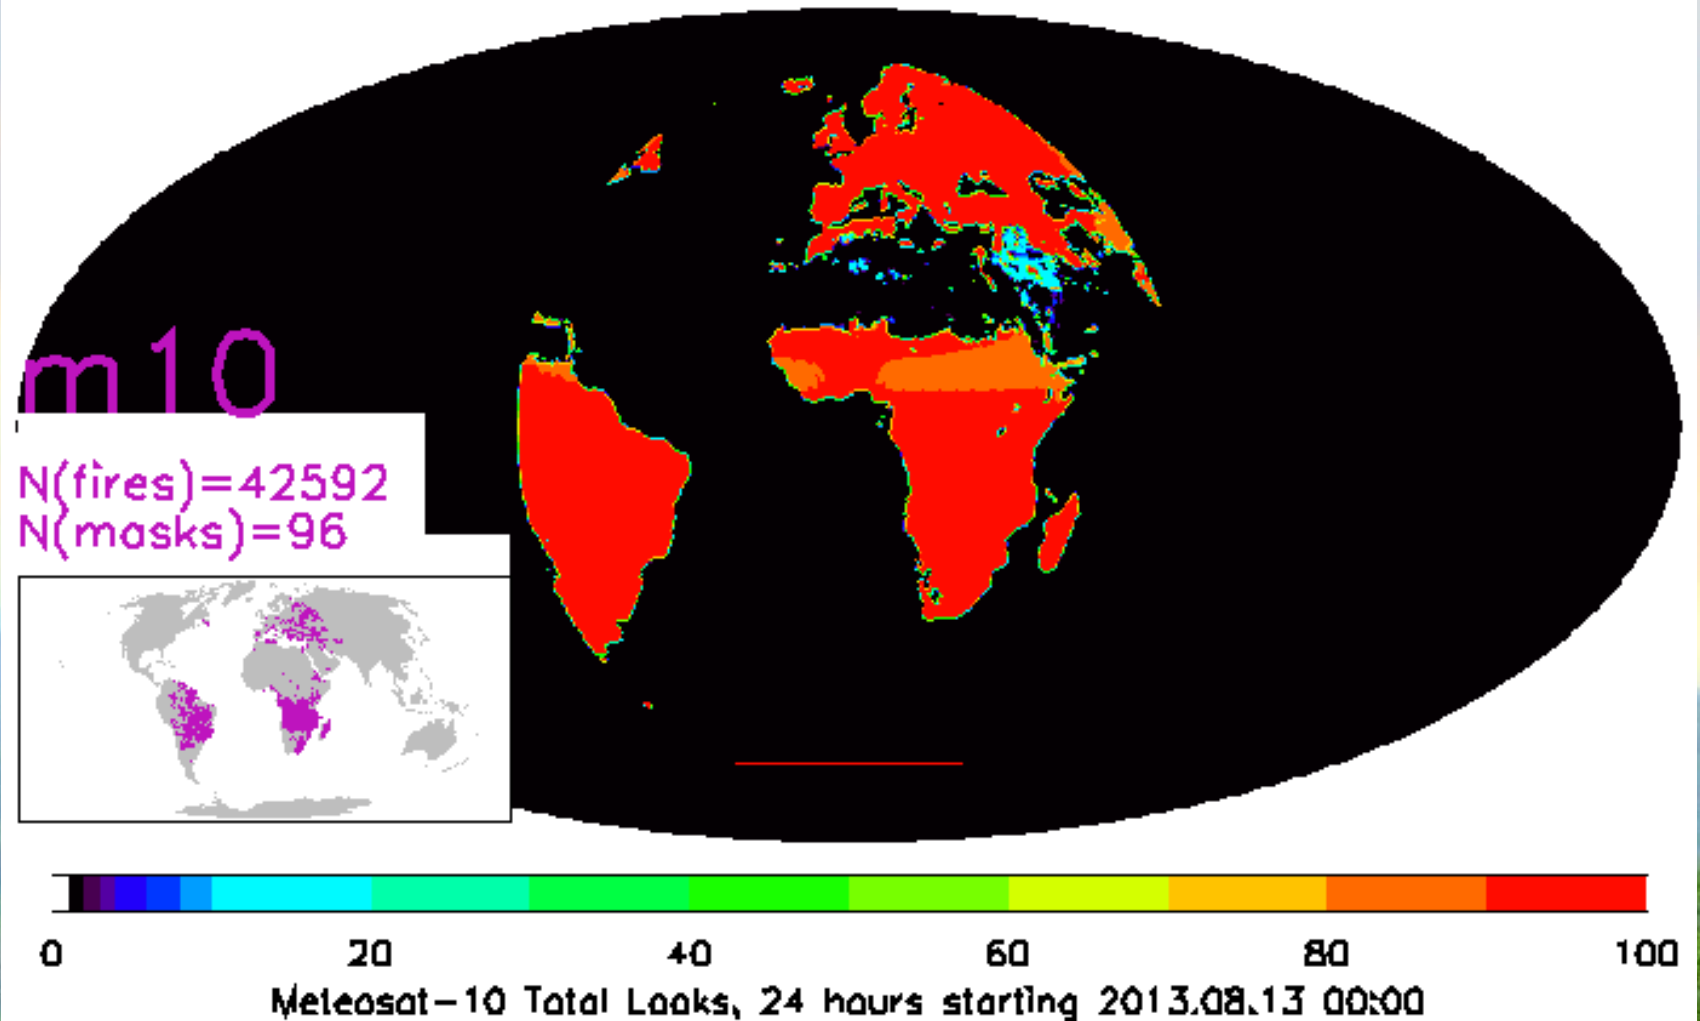 m10
N(fires)=42592
N(masks)=96
0 20 40 60 80 100
Meteosat-10 Total Looks, 24 hours starting 2013.08.13 00:00